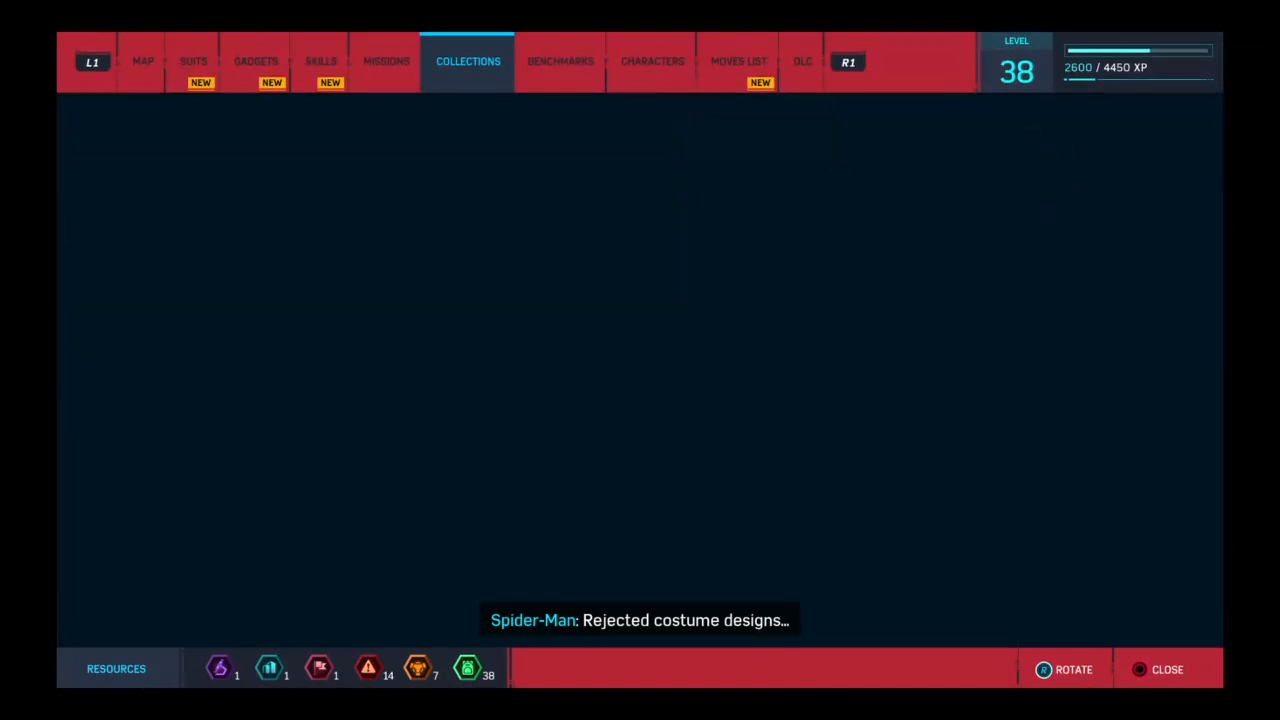 L1 MAP SUITS GADGETS SKILLS MISSIONS COLLECTIONS BENCHMARKS CHARACTERS MOVES LIST DLC R1
NEW NEW NEW NEW
LEVEL
38
2600 / 4450 XP
Spider-Man: Rejected costume designs...
RESOURCES 1 1 1 14 7 38 R ROTATE CLOSE